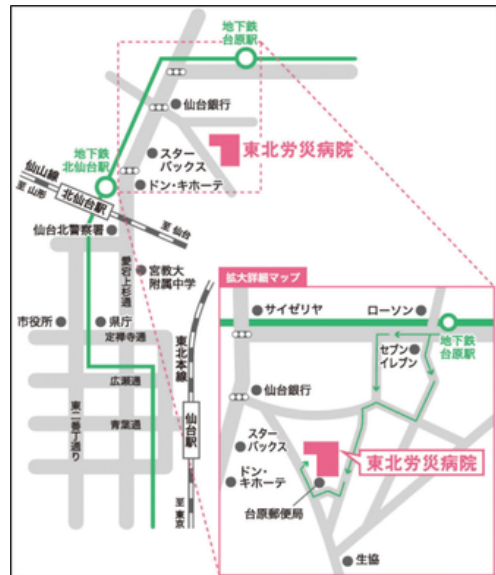 地下鉄
台原駅
仙台銀行
東北労災病院
地下鉄
北仙台駅
スター
バックス
ドン・キホーテ
仙山線
至 山形
北仙台駅
至 仙台
仙台北警察署
愛宕上杉通
宮教大
附属中学
市役所
県庁
定禅寺通
東北本線
広瀬通
仙台駅
東二番丁通り
青葉通
至 東京
拡大詳細マップ
サイゼリヤ
ローソン
地下鉄
台原駅
セブン
イレブン
仙台銀行
スター
バックス
東北労災病院
ドン・
キホーテ
台原郵便局
生協